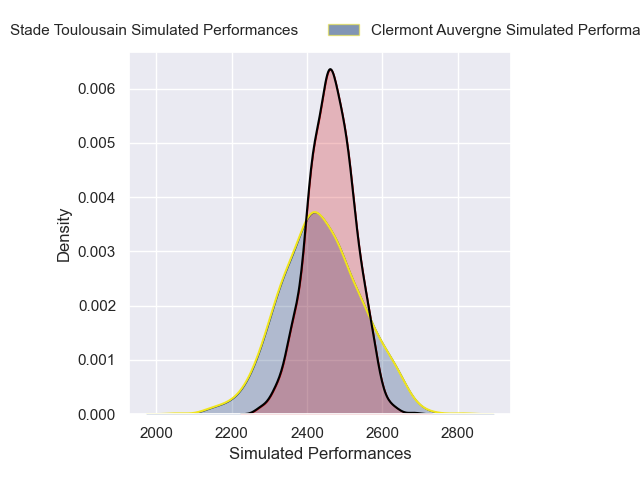 Stade Toulousain Simulated Performances Clermont Auvergne Simulated Performa
0.006
0.005
0.004
0.003
0.002
0.001
0.000
Density
2000 2200 2400 2600 2800
Simulated Performances